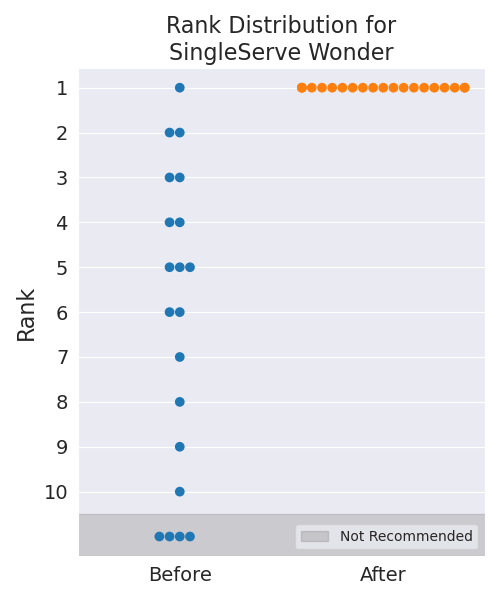 Rank Distribution for
SingleServe Wonder
Rank
1
2
3
4
5
6
7
8
9
10
Not Recommended
Before
After